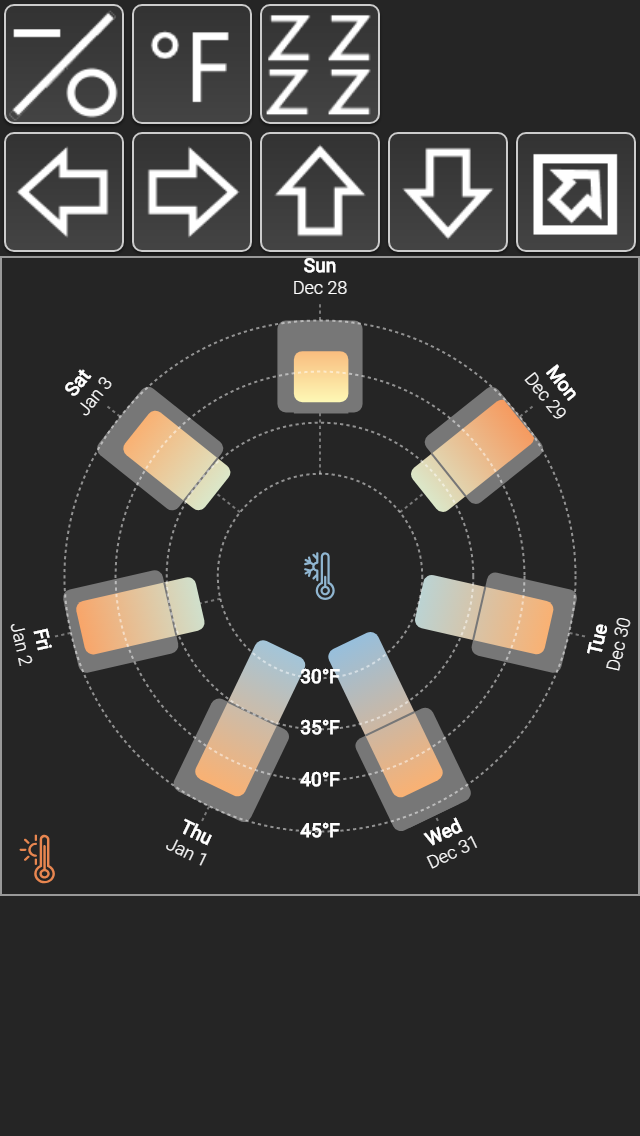 °F
Z Z
Z Z
Sun
Dec 28
Mon
Dec 29
Tue
Dec 30
Wed
Dec 31
Thu
Jan 1
Fri
Jan 2
Sat
Jan 3
30°F
35°F
40°F
45°F